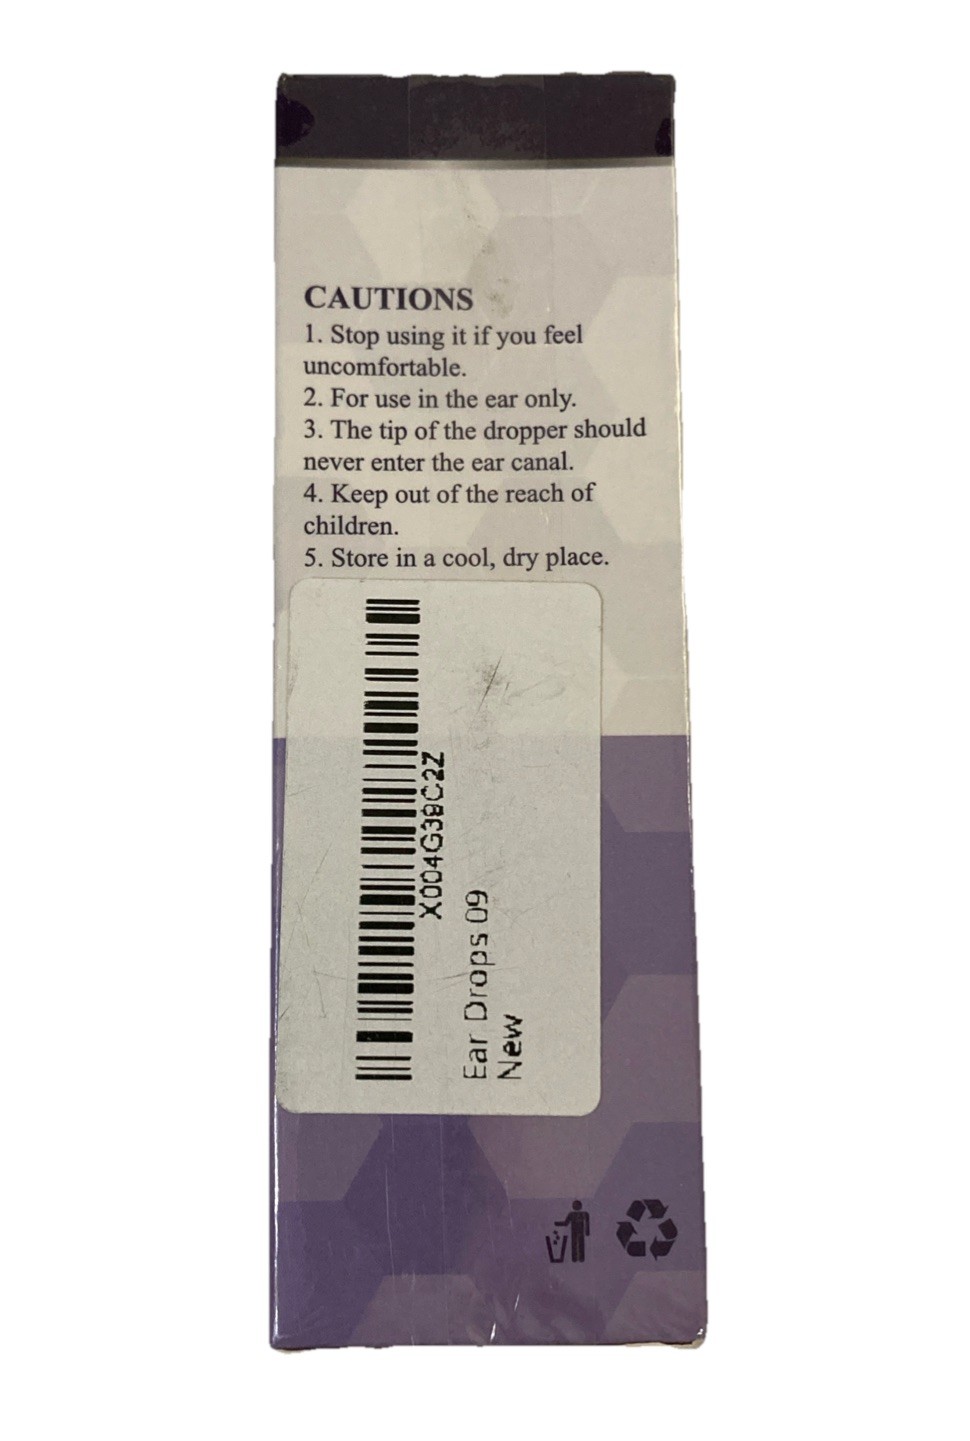 CAUTIONS
1. Stop using it if you feel
uncomfortable.
2. For use in the ear only.
3. The tip of the dropper should
never enter the ear canal.
4. Keep out of the reach of
children.
5. Store in a cool, dry place.
X004G39C2Z
Ear Drops 09
New